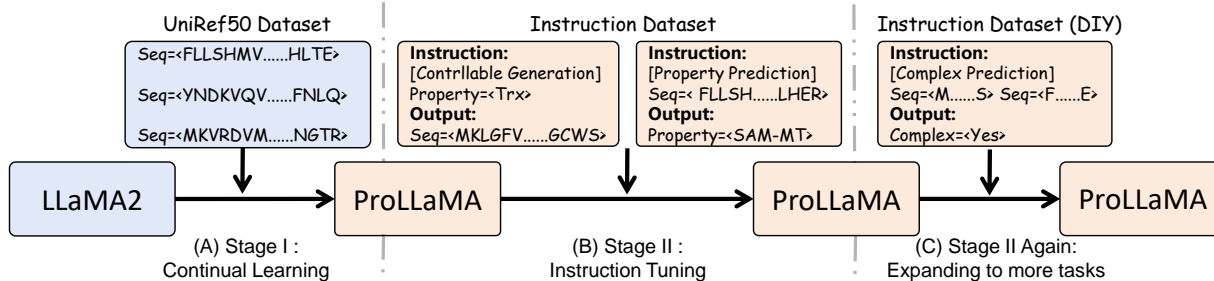 UniRef50 Dataset
Seq=<FLLSHMV......HLTE>
Seq=<YNDKVQV......FNLQ>
Seq=<MKVRDVM......NGTR>
Instruction Dataset
Instruction:
[Contrllable Generation]
Property=<Trx>
Output:
Seq=<MKLGFV......GCWS>
Instruction:
[Property Prediction]
Seq=< FLLSH......LHER>
Output:
Property=<SAM-MT>
Instruction Dataset (DIY)
Instruction:
[Complex Prediction]
Seq=<M......S> Seq=<F......E>
Output:
Complex=<Yes>
LLaMA2
ProLLaMA
ProLLaMA
ProLLaMA
(A) Stage I :
Continual Learning
(B) Stage II :
Instruction Tuning
(C) Stage II Again:
Expanding to more tasks